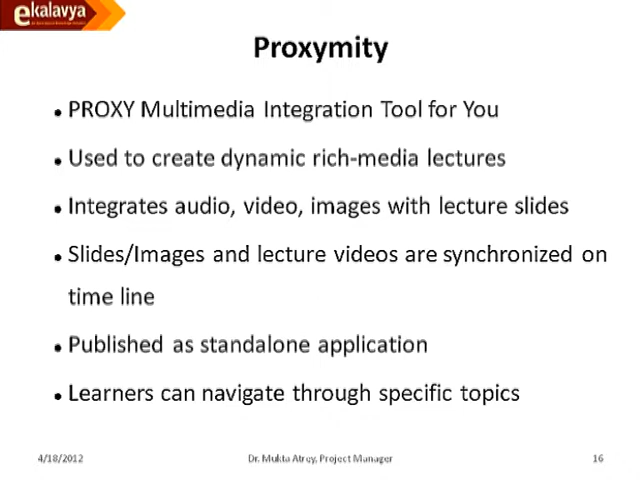 ekalavya
Proxymity
• PROXY Multimedia Integration Tool for You
• Used to create dynamic rich-media lectures
• Integrates audio, video, images with lecture slides
• Slides/Images and lecture videos are synchronized on
time line
• Published as standalone application
• Learners can navigate through specific topics
4/18/2012
Dr. Mukta Atrey, Project Manager
16